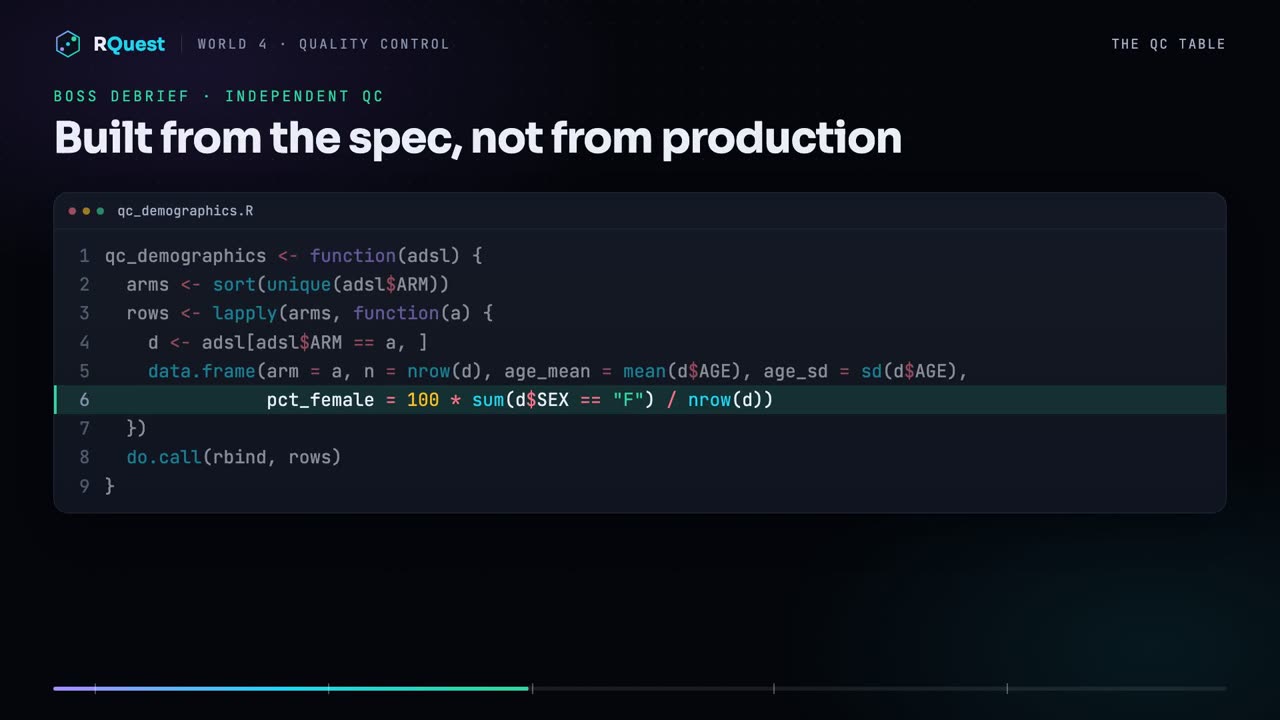 RQuest WORLD 4 · QUALITY CONTROL THE QC TABLE
BOSS DEBRIEF · INDEPENDENT QC
Built from the spec, not from production
qc_demographics.R
1 qc_demographics <- function(adsl) {
2   arms <- sort(unique(adsl$ARM))
3   rows <- lapply(arms, function(a) {
4     d <- adsl[adsl$ARM == a, ]
5     data.frame(arm = a, n = nrow(d), age_mean = mean(d$AGE), age_sd = sd(d$AGE),
6                pct_female = 100 * sum(d$SEX == "F") / nrow(d))
7   })
8   do.call(rbind, rows)
9 }